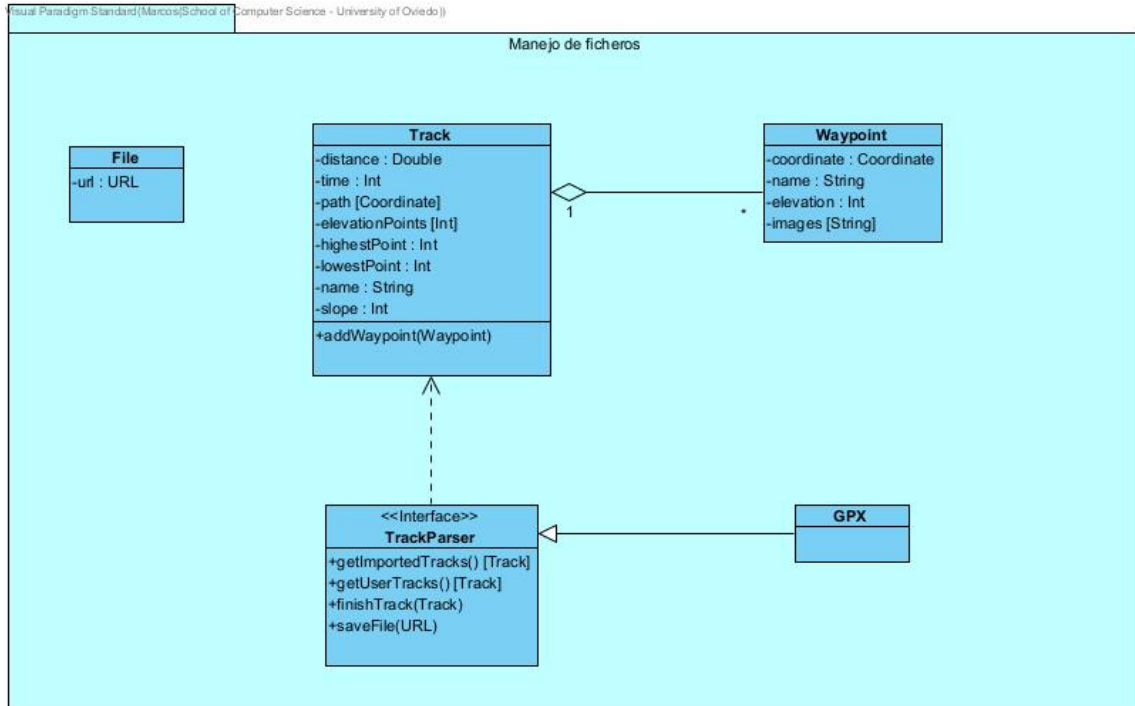 Visual Paradigm Standard(Marcos(School of Computer Science - University of Oviedo))
Manejo de ficheros
File
-url : URL
Track
-distance : Double
-time : Int
-path [Coordinate]
-elevationPoints [Int]
-highestPoint : Int
-lowestPoint : Int
-name : String
-slope : Int
+addWaypoint(Waypoint)
1
*
Waypoint
-coordinate : Coordinate
-name : String
-elevation : Int
-images [String]
<<Interface>>
TrackParser
+getImportedTracks() [Track]
+getUserTracks() [Track]
+finishTrack(Track)
+saveFile(URL)
GPX